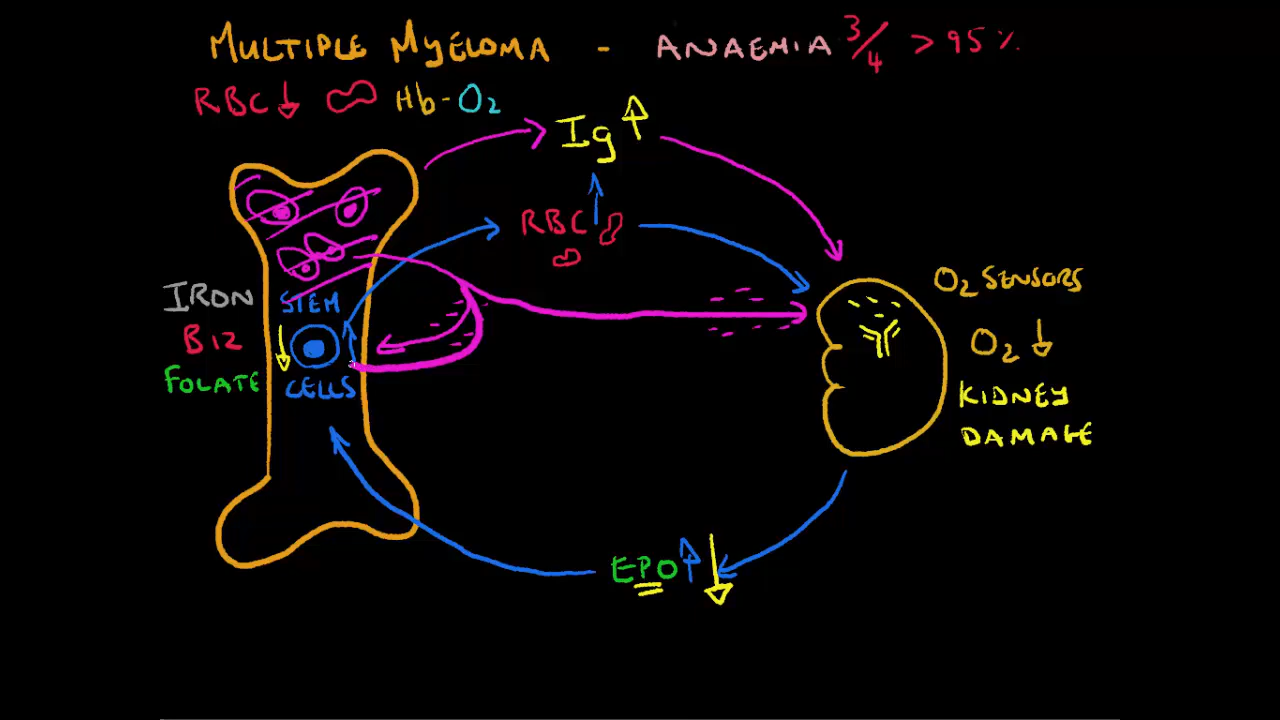 MULTIPLE MYELOMA - ANAEMIA 3/4 > 95%
RBC Hb-O2
Ig
RBC
IRON
B12
FOLATE
STEM
CELLS
O2 SENSORS
O2
KIDNEY
DAMAGE
EPO